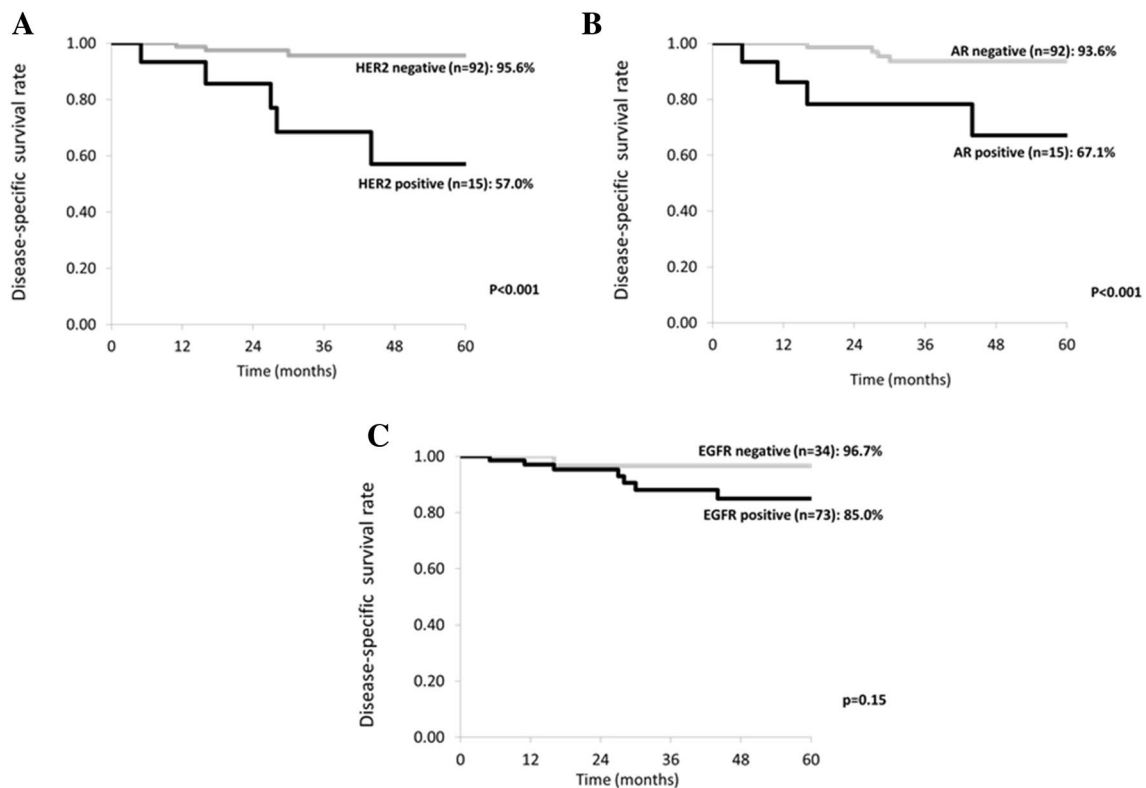 A
Disease-specific survival rate
1.00
0.80
0.60
0.40
0.20
0.00
HER2 negative (n=92): 95.6%
HER2 positive (n=15): 57.0%
P<0.001
0 12 24 36 48 60
Time (months)
B
Disease-specific survival rate
1.00
0.80
0.60
0.40
0.20
0.00
AR negative (n=92): 93.6%
AR positive (n=15): 67.1%
P<0.001
0 12 24 36 48 60
Time (months)
C
Disease-specific survival rate
1.00
0.80
0.60
0.40
0.20
0.00
EGFR negative (n=34): 96.7%
EGFR positive (n=73): 85.0%
p=0.15
0 12 24 36 48 60
Time (months)